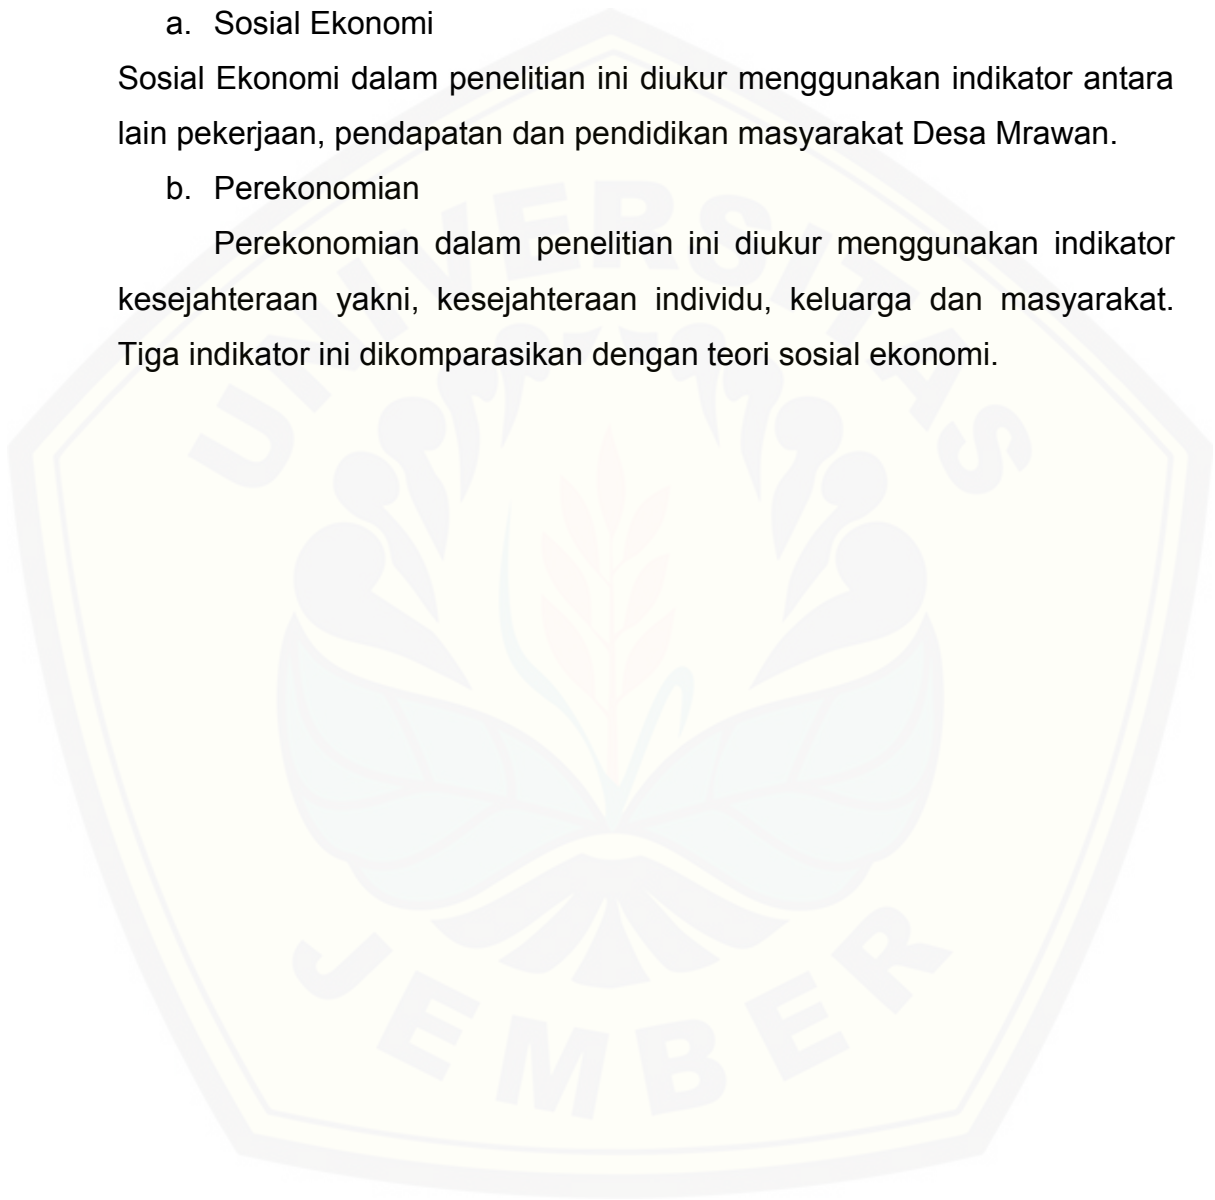 a. Sosial Ekonomi
Sosial Ekonomi dalam penelitian ini diukur menggunakan indikator antara
lain pekerjaan, pendapatan dan pendidikan masyarakat Desa Mrawan.
b. Perekonomian
Perekonomian dalam penelitian ini diukur menggunakan indikator
kesejahteraan yakni, kesejahteraan individu, keluarga dan masyarakat.
Tiga indikator ini dikomparasikan dengan teori sosial ekonomi.
UNIVERSITAS
JEMBER